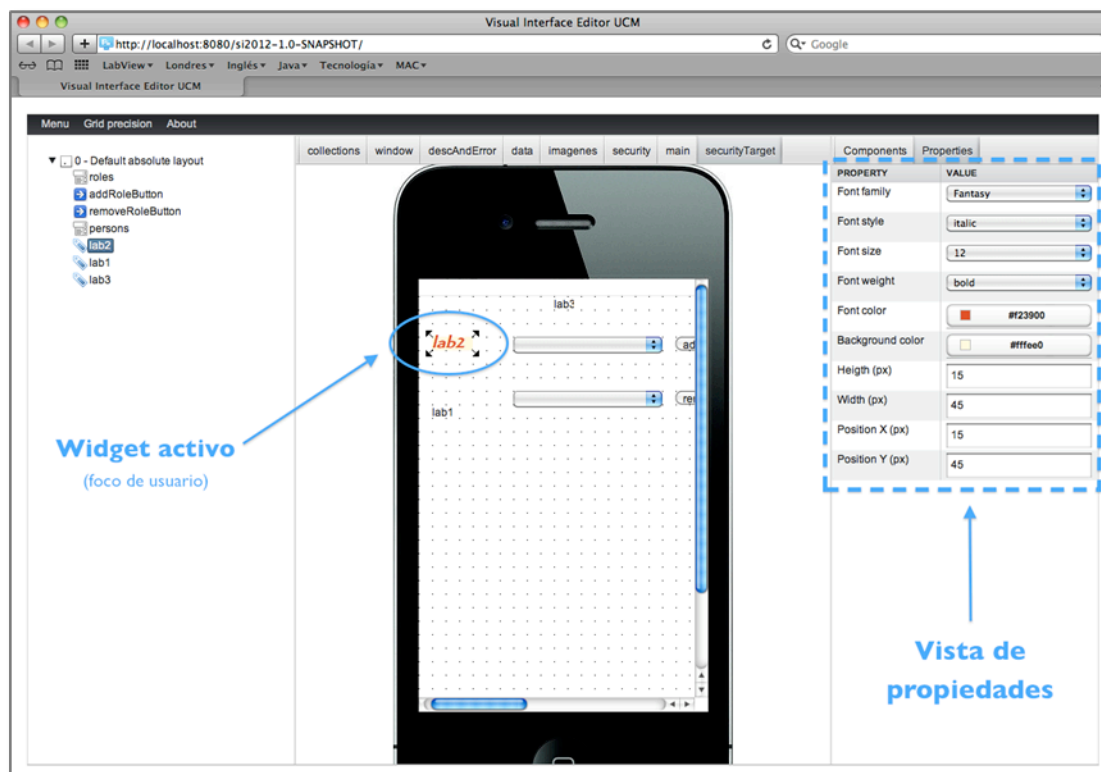 Visual Interface Editor UCM
http://localhost:8080/si2012-1.0-SNAPSHOT/
Google
LabView
Londres
Inglés
Java
Tecnología
MAC
Visual Interface Editor UCM
Menu Grid precision About
0 - Default absolute layout
roles
addRoleButton
removeRoleButton
persons
lab2
lab1
lab3
collections window descAndError data imagenes security main securityTarget
lab3
lab2
ad
lab1
rer
Widget activo
(foco de usuario)
Components Properties
PROPERTY VALUE
Font family Fantasy
Font style italic
Font size 12
Font weight bold
Font color #f23900
Background color #fffee0
Heigth (px) 15
Width (px) 45
Position X (px) 15
Position Y (px) 45
Vista de
propiedades